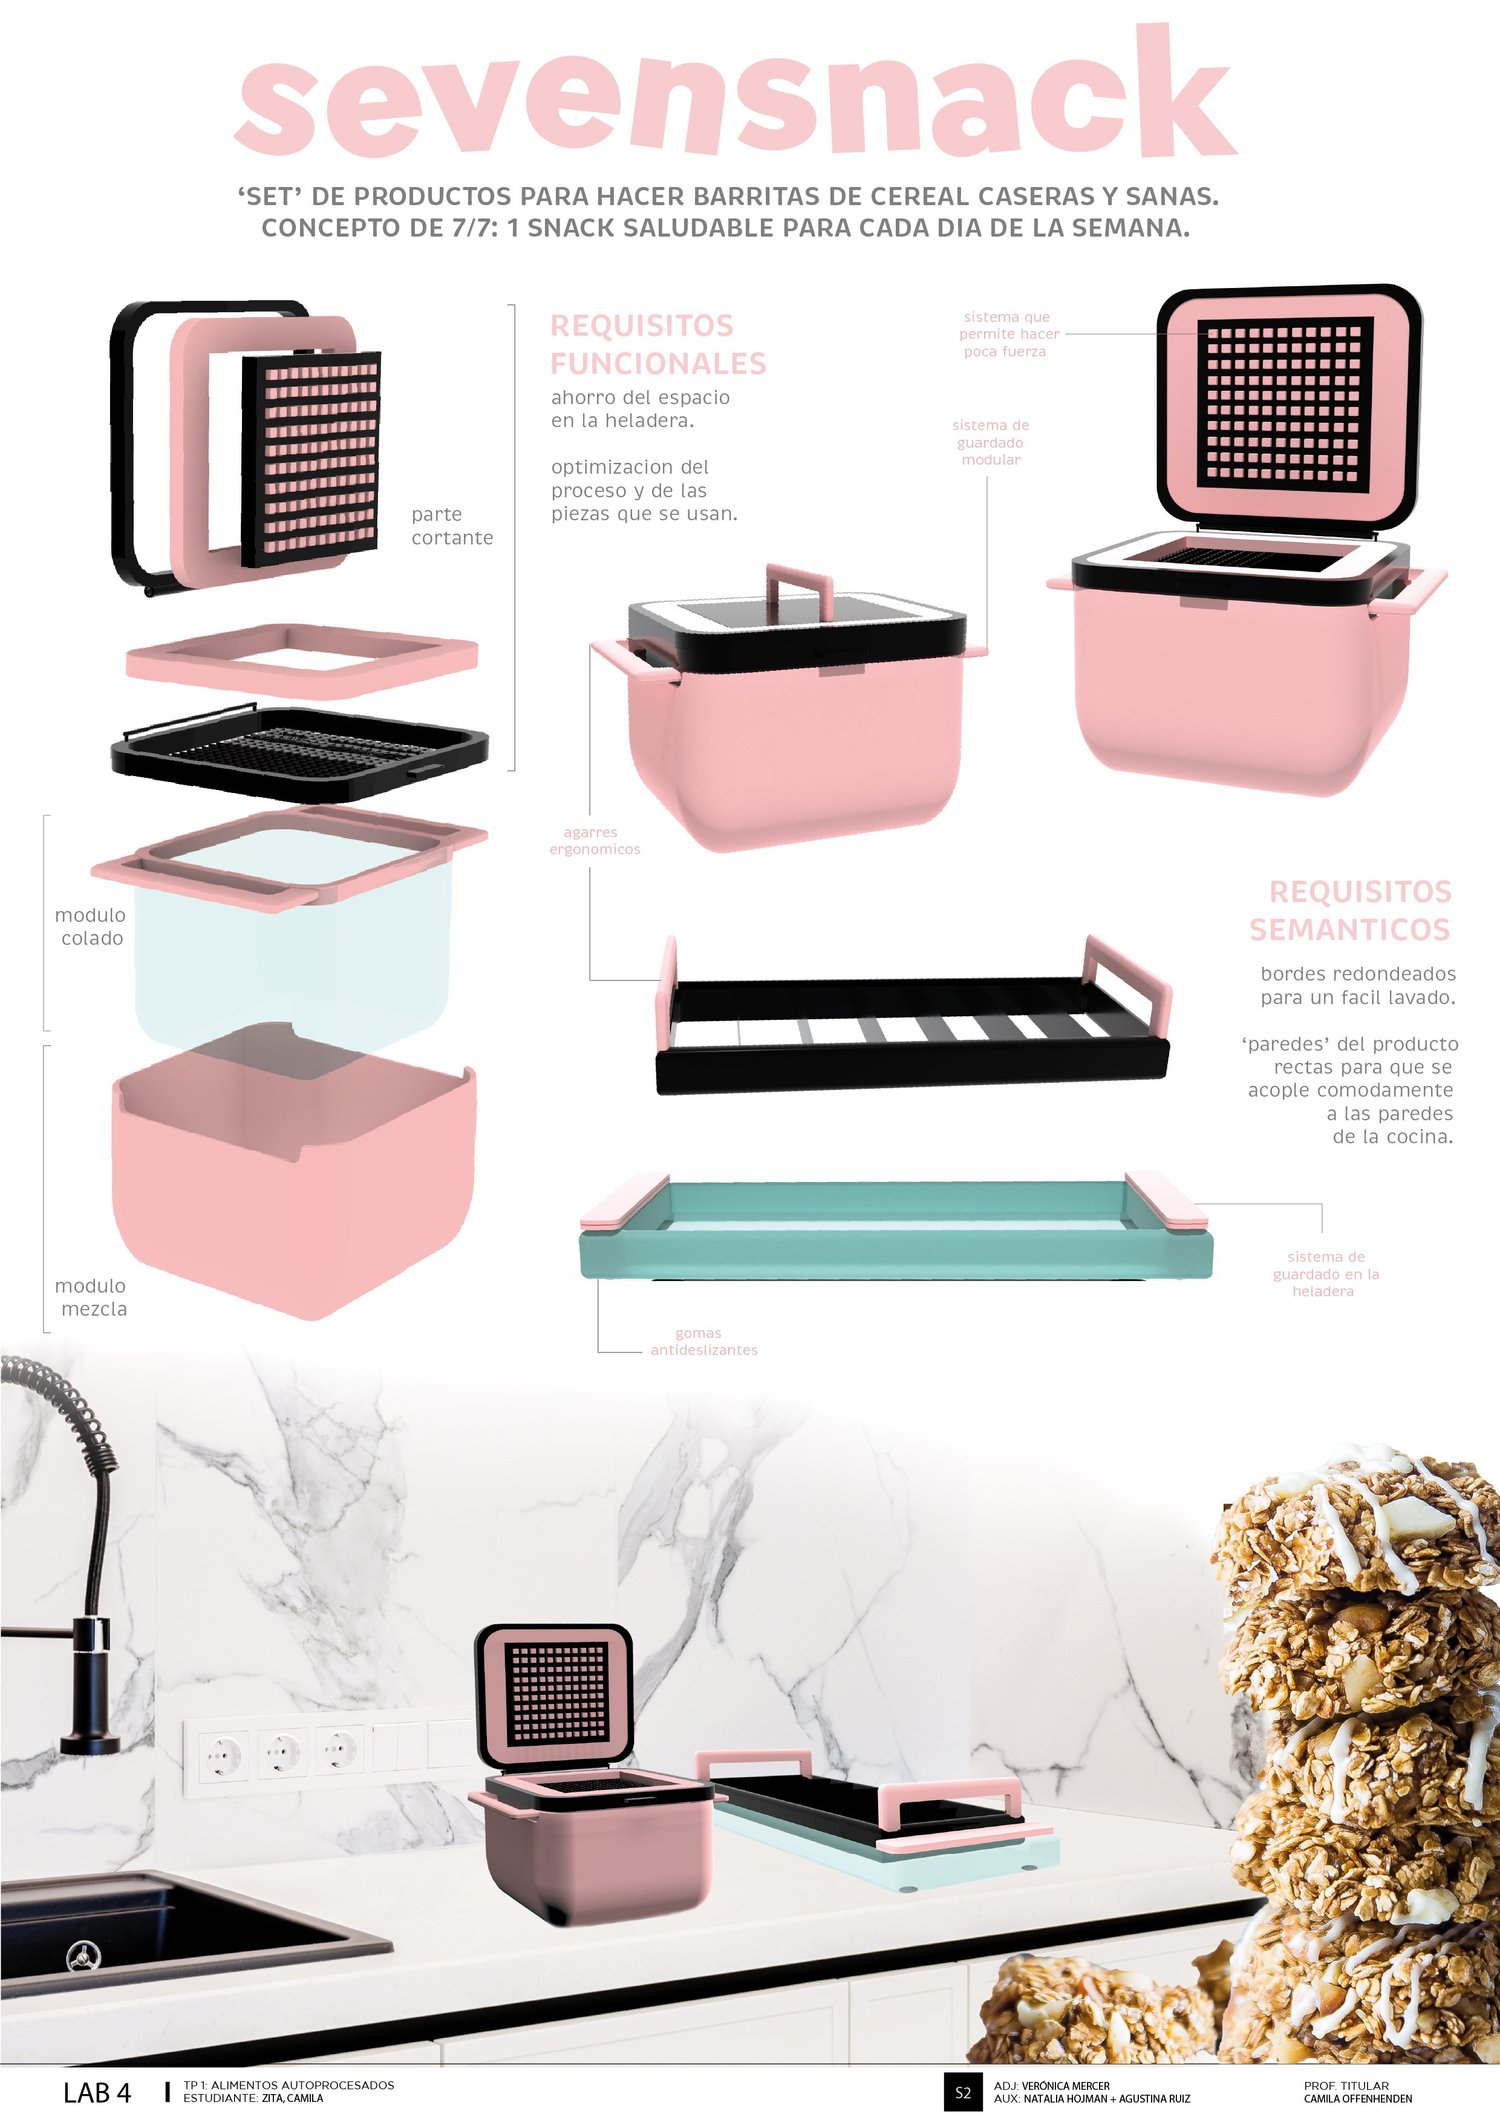 sevensnack
‘SET’ DE PRODUCTOS PARA HACER BARRITAS DE CEREAL CASERAS Y SANAS.
CONCEPTO DE 7/7: 1 SNACK SALUDABLE PARA CADA DIA DE LA SEMANA.
parte
cortante
modulo
colado
modulo
mezcla
REQUISITOS
FUNCIONALES
ahorro del espacio
en la heladera.
optimizacion del
proceso y de las
piezas que se usan.
sistema que
permite hacer
poca fuerza
sistema de
guardado
modular
agarres
ergonomicos
REQUISITOS
SEMANTICOS
bordes redondeados
para un facil lavado.
‘paredes’ del producto
rectas para que se
acople comodamente
a las paredes
de la cocina.
sistema de
guardado en la
heladera
gomas
antideslizantes
LAB 4
TP 1: ALIMENTOS AUTOPROCESADOS
ESTUDIANTE: ZITA, CAMILA
S2
ADJ: VERÓNICA MERCER
AUX: NATALIA HOJMAN + AGUSTINA RUIZ
PROF. TITULAR
CAMILA OFFENHENDEN